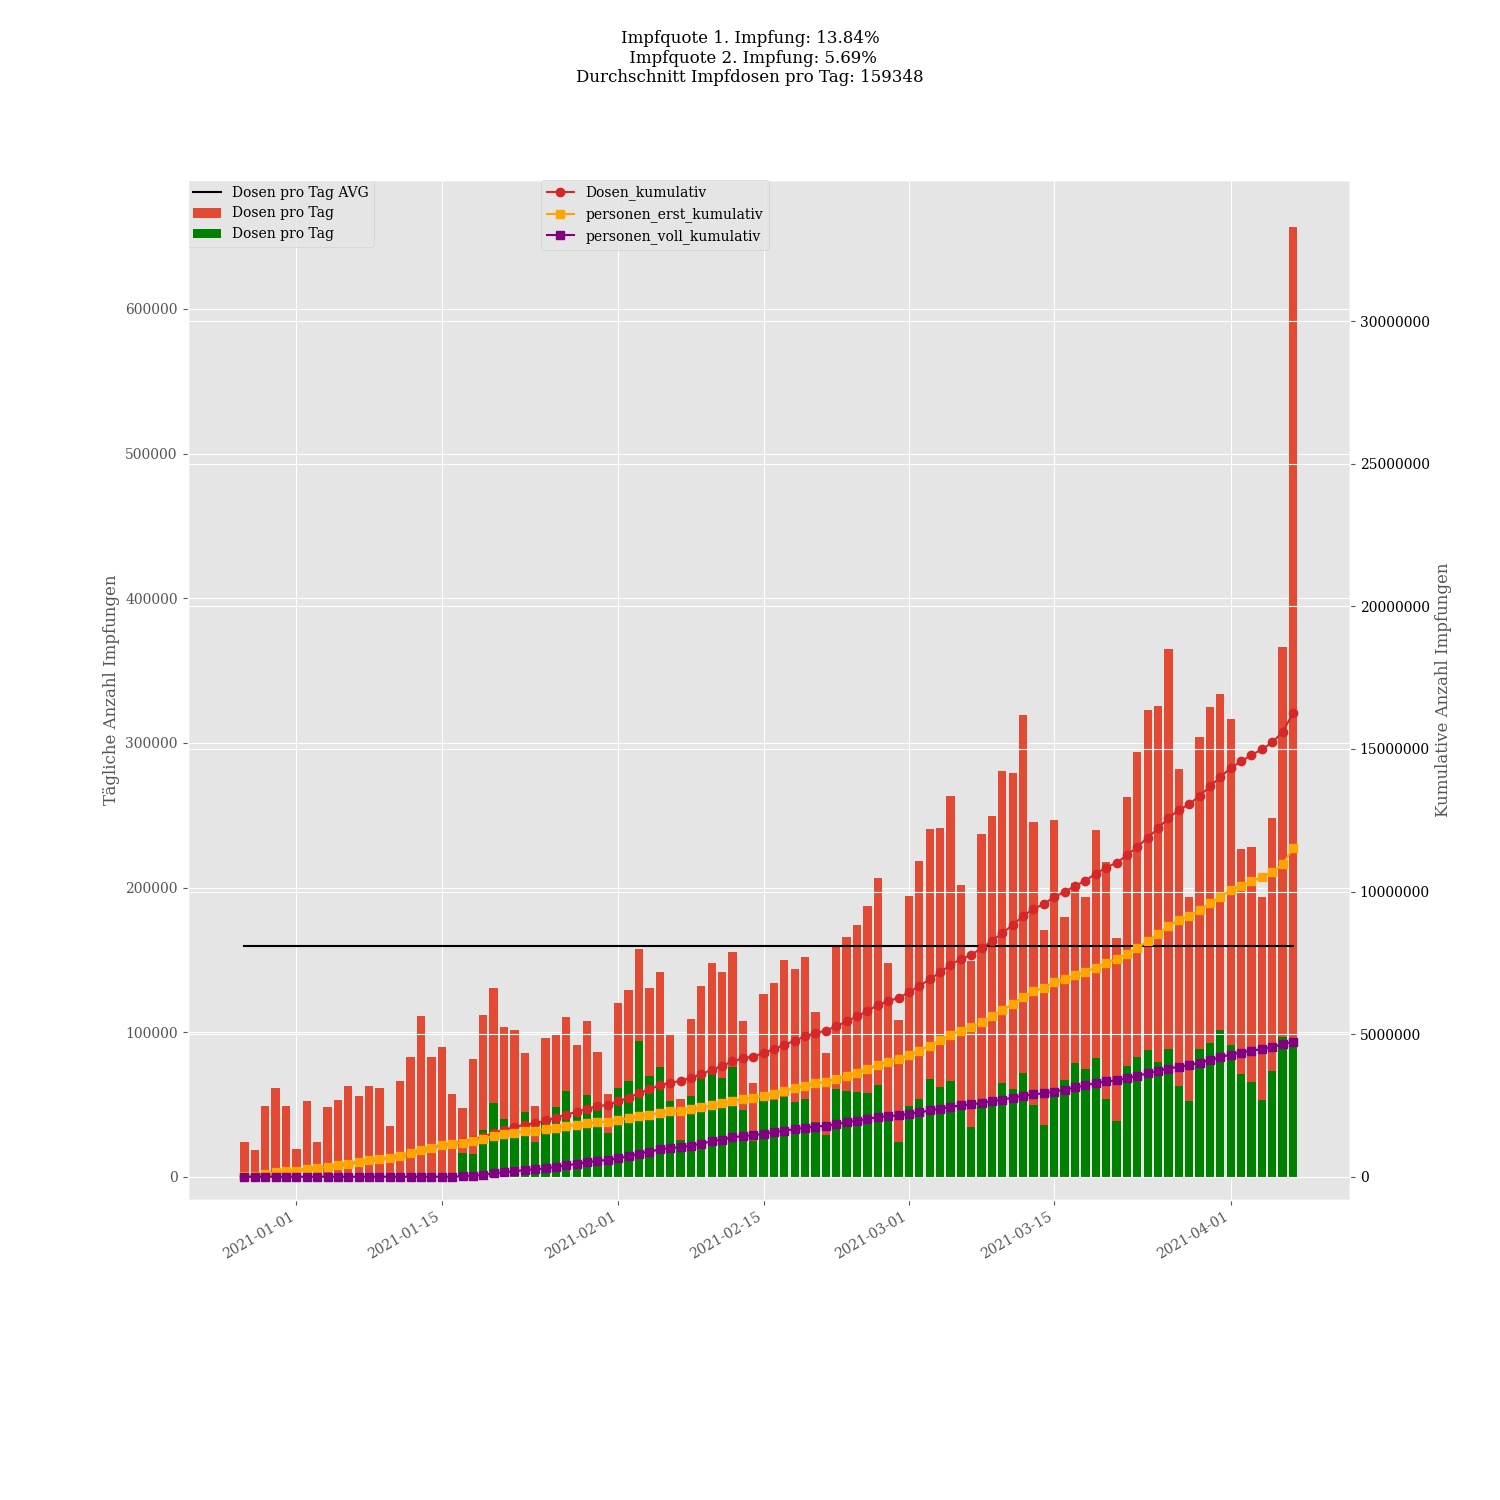 Impfquote 1. Impfung: 13.84%
Impfquote 2. Impfung: 5.69%
Durchschnitt Impfdosen pro Tag: 159348
Dosen pro Tag AVG
Dosen pro Tag
Dosen pro Tag
Dosen_kumulativ
personen_erst_kumulativ
personen_voll_kumulativ
Tägliche Anzahl Impfungen
600000
500000
400000
300000
200000
100000
0
30000000
25000000
20000000
15000000
10000000
5000000
0
Kumulative Anzahl Impfungen
2021-01-01
2021-01-15
2021-02-01
2021-02-15
2021-03-01
2021-03-15
2021-04-01